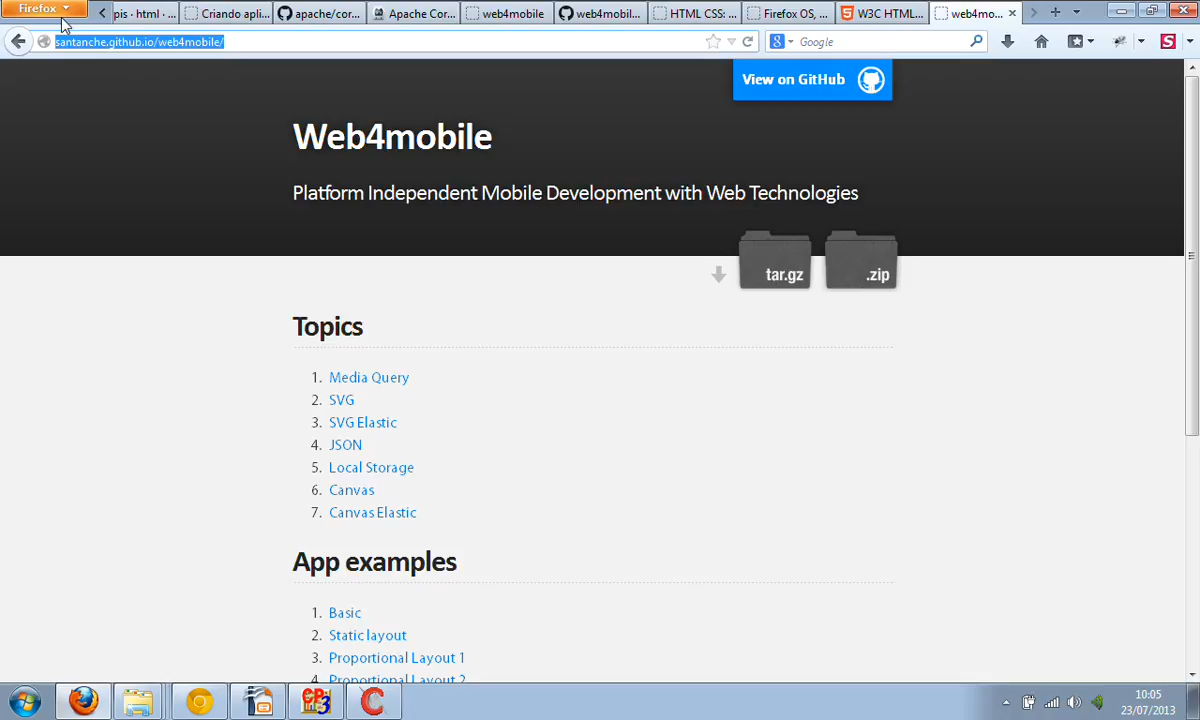 Firefox
pis - html · ...
Criando apli...
apache/cor...
Apache Cor...
web4mobile
web4mobil...
HTML CSS: ...
Firefox OS, ...
W3C HTML...
web4mo...
santanche.github.io/web4mobile/
Google
View on GitHub
Web4mobile
Platform Independent Mobile Development with Web Technologies
tar.gz
.zip
Topics
1. Media Query
2. SVG
3. SVG Elastic
4. JSON
5. Local Storage
6. Canvas
7. Canvas Elastic
App examples
1. Basic
2. Static layout
3. Proportional Layout 1
4. Proportional Layout 2
10:05
23/07/2013